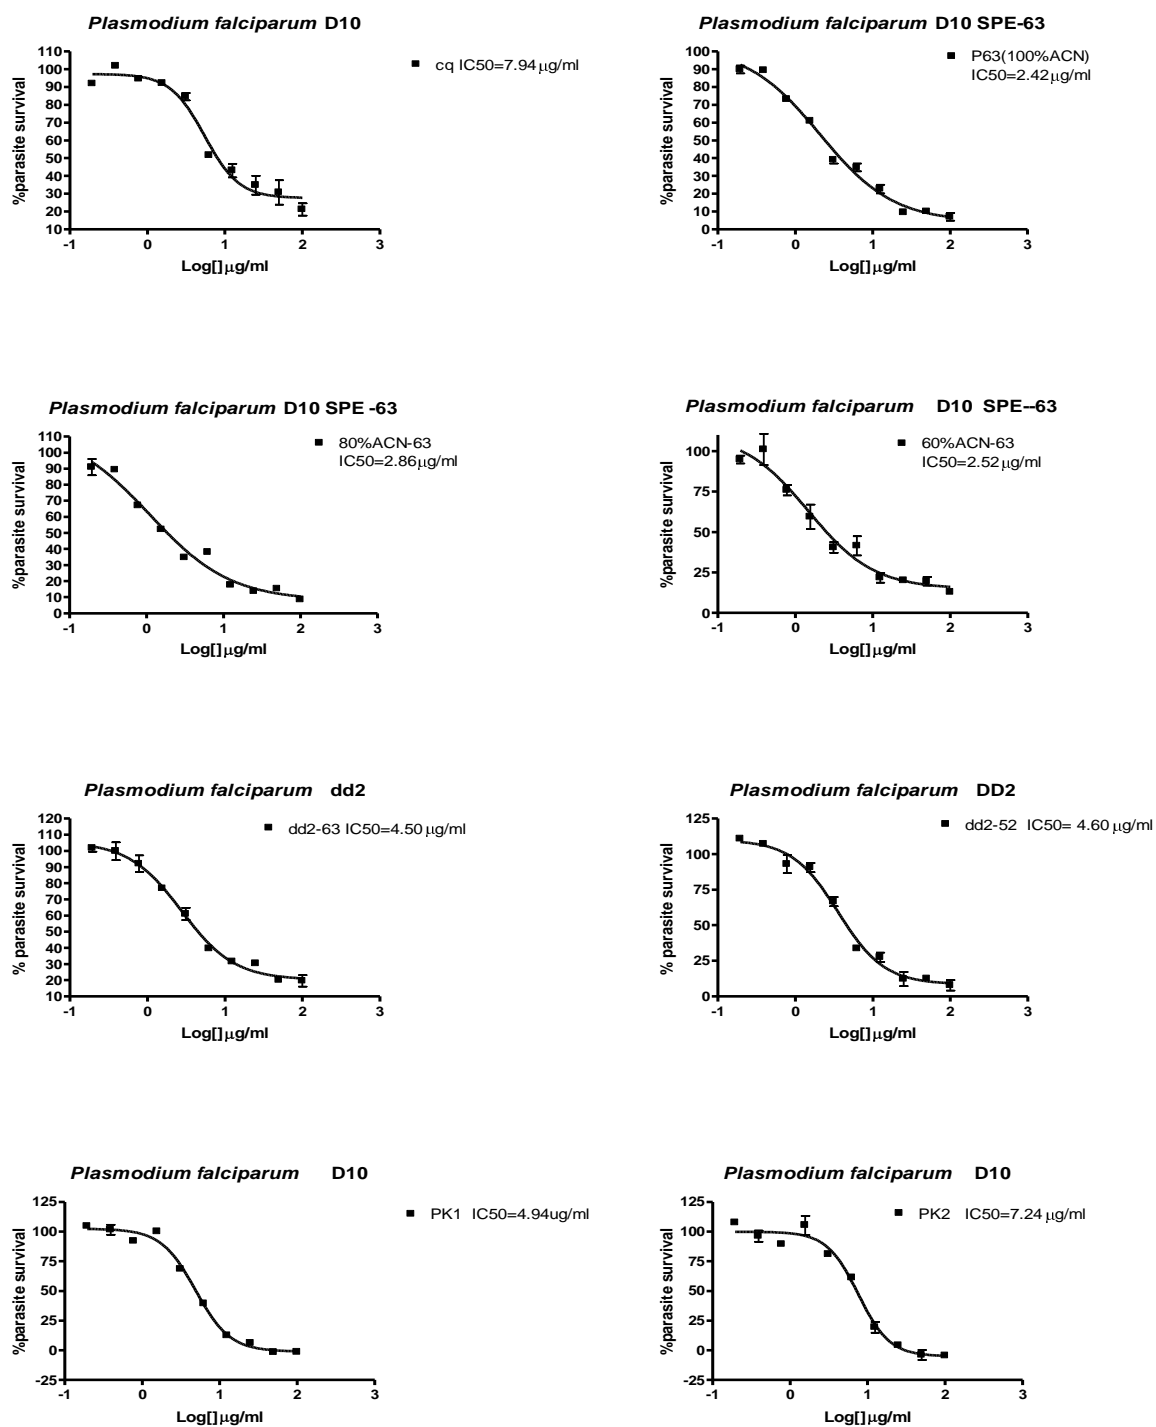 Plasmodium falciparum D10
cq IC50=7.94μg/ml
%parasite survival
110
100
90
80
70
60
50
40
30
20
10
-1 0 1 2 3
Log[]μg/ml
Plasmodium falciparum D10 SPE-63
P63(100%ACN)
IC50=2.42μg/ml
%parasite survival
100
90
80
70
60
50
40
30
20
10
0
-1 0 1 2 3
Log[]μg/ml
Plasmodium falciparum D10 SPE -63
80%ACN-63
IC50=2.86μg/ml
%parasite survival
110
100
90
80
70
60
50
40
30
20
10
0
-1 0 1 2 3
Log[]μg/ml
Plasmodium falciparum D10 SPE--63
60%ACN-63
IC50=2.52μg/ml
%parasite survival
100
75
50
25
0
-1 0 1 2 3
Log[]μg/ml
Plasmodium falciparum dd2
dd2-63 IC50=4.50 μg/ml
% parasite survival
120
110
100
90
80
70
60
50
40
30
20
10
-1 0 1 2 3
Log[]μg/ml
Plasmodium falciparum DD2
dd2-52 IC50= 4.60 μg/ml
% parasite survival
125
100
75
50
25
0
-1 0 1 2 3
Log[]μg/ml
Plasmodium falciparum D10
PK1 IC50=4.94ug/ml
%parasite survival
125
100
75
50
25
0
-25
-1 0 1 2 3
Log[]μg/ml
Plasmodium falciparum D10
PK2 IC50=7.24 μg/ml
%parasite survival
125
100
75
50
25
0
-25
-1 0 1 2 3
Log[]μg/ml